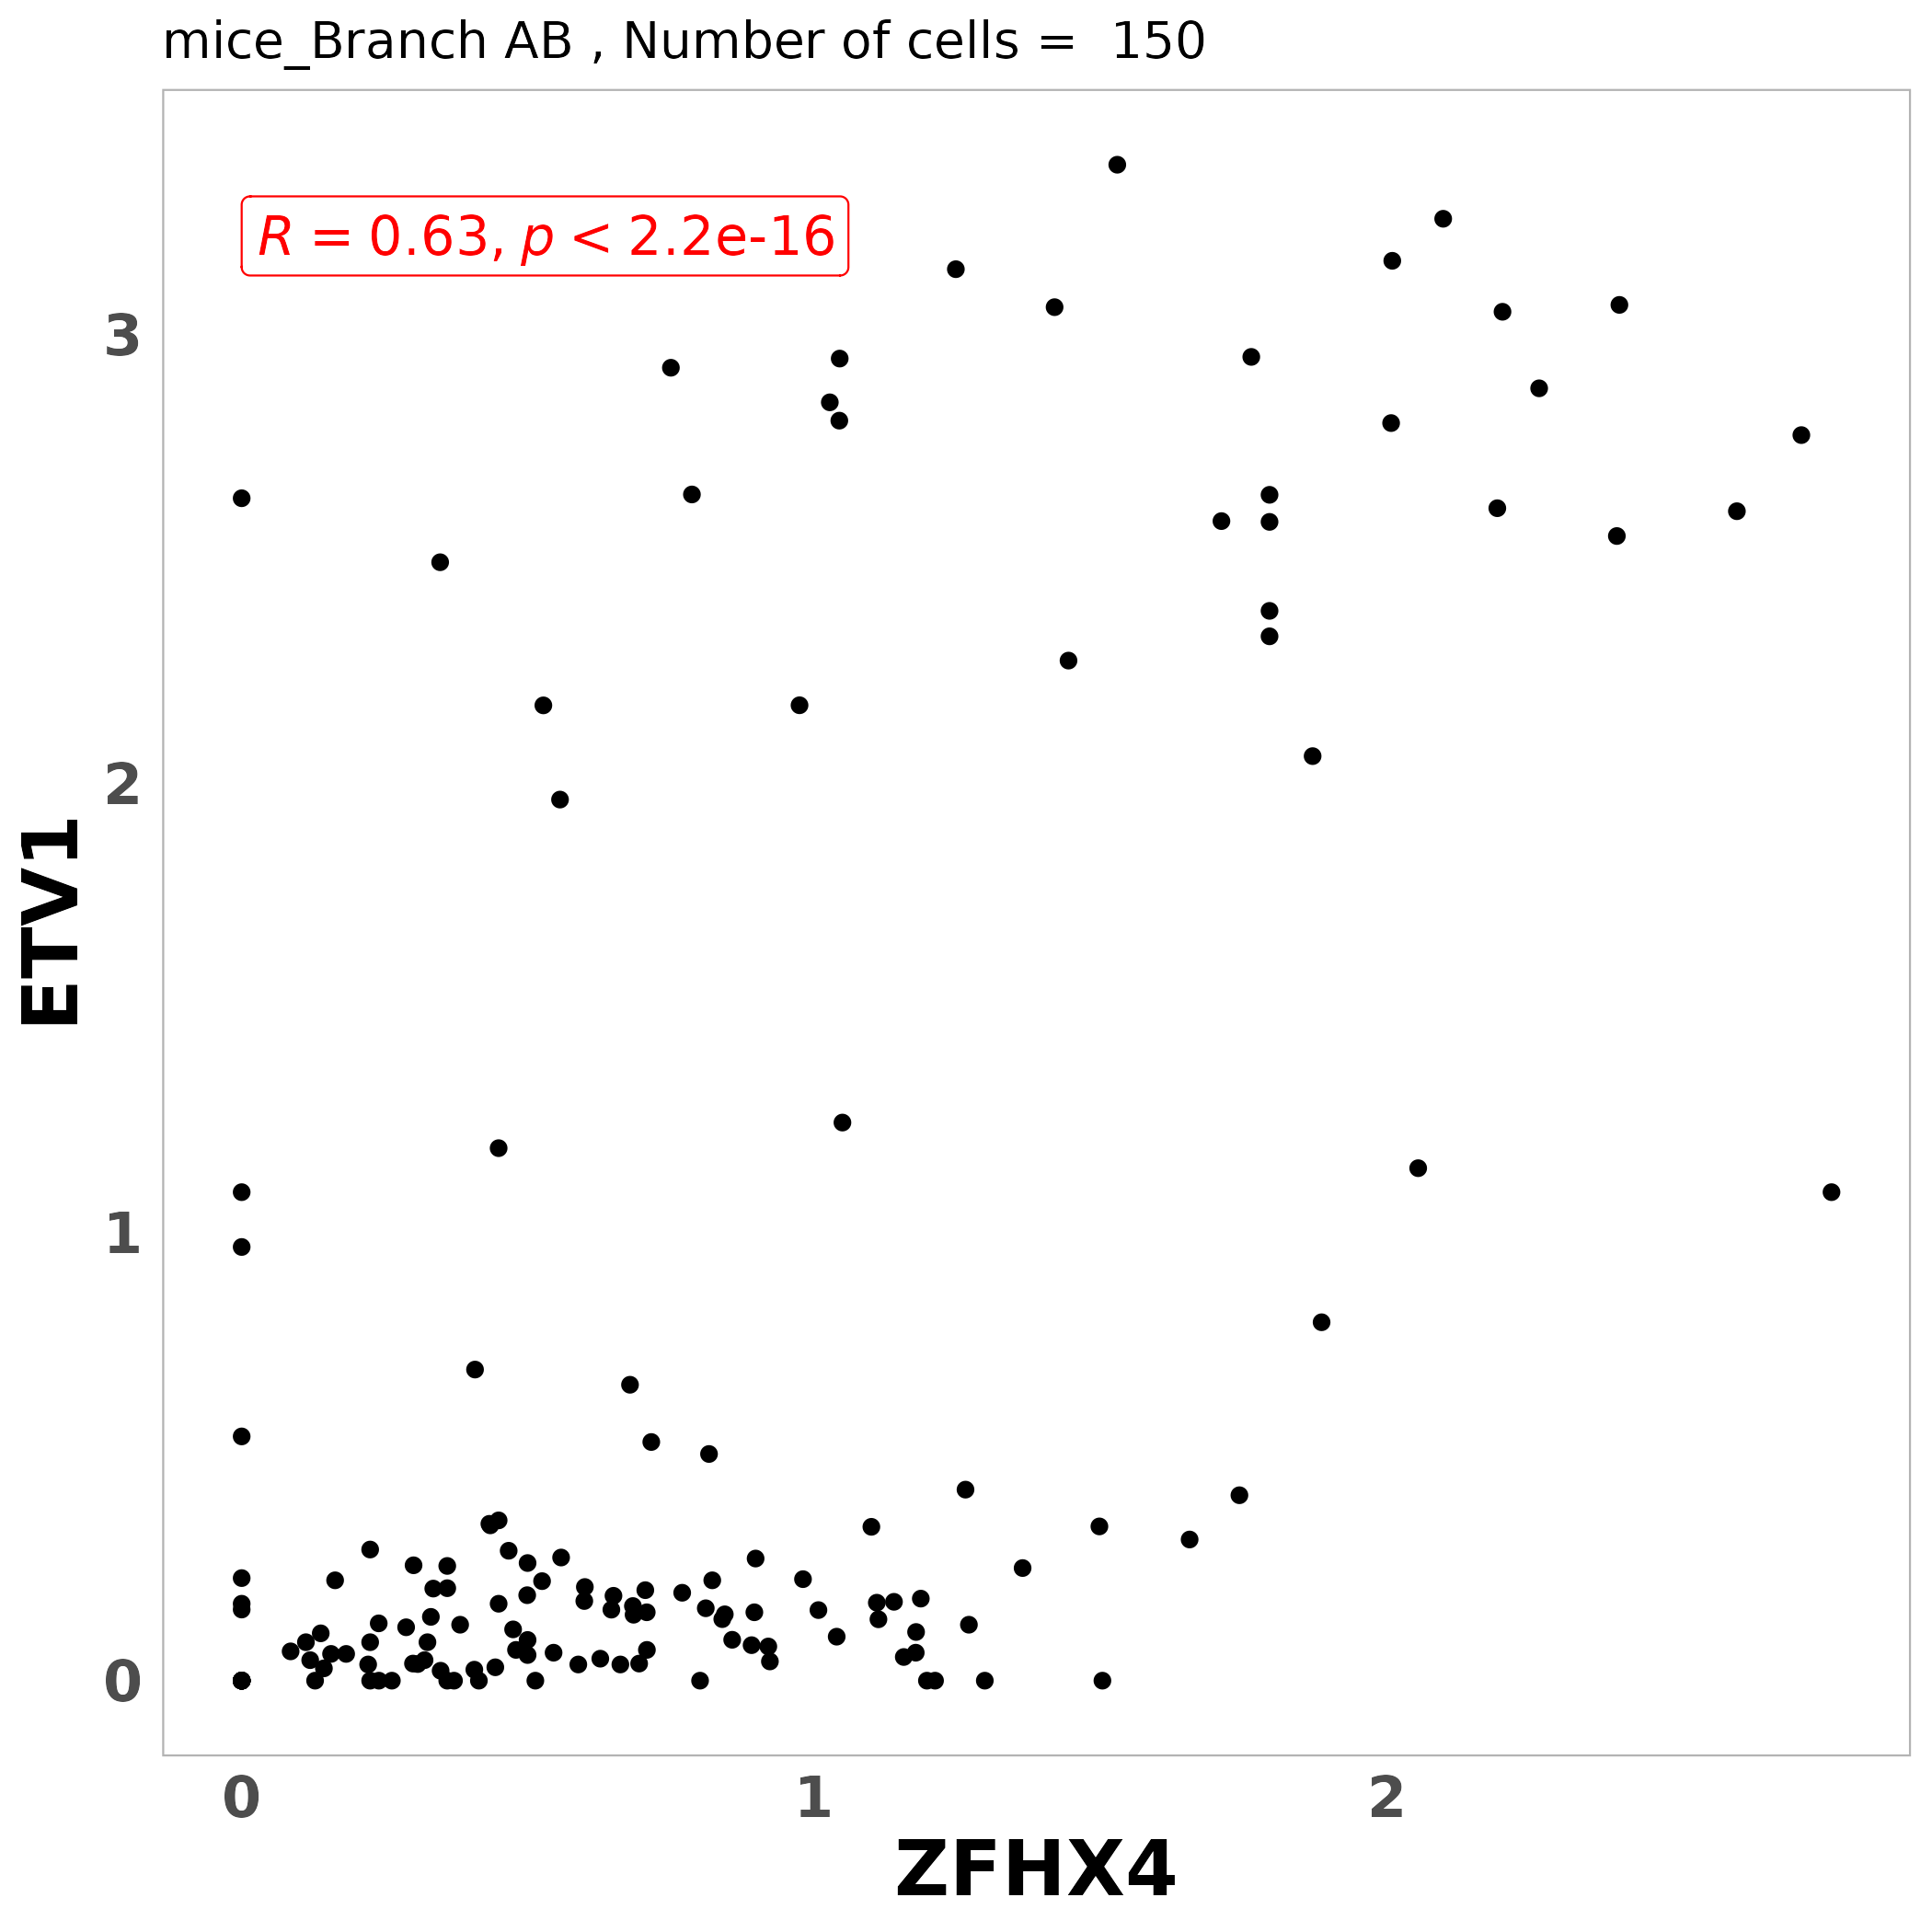 mice_Branch AB , Number of cells =  150
R = 0.63, p < 2.2e-16
3
2
1
0
ETV1
0 1 2
ZFHX4